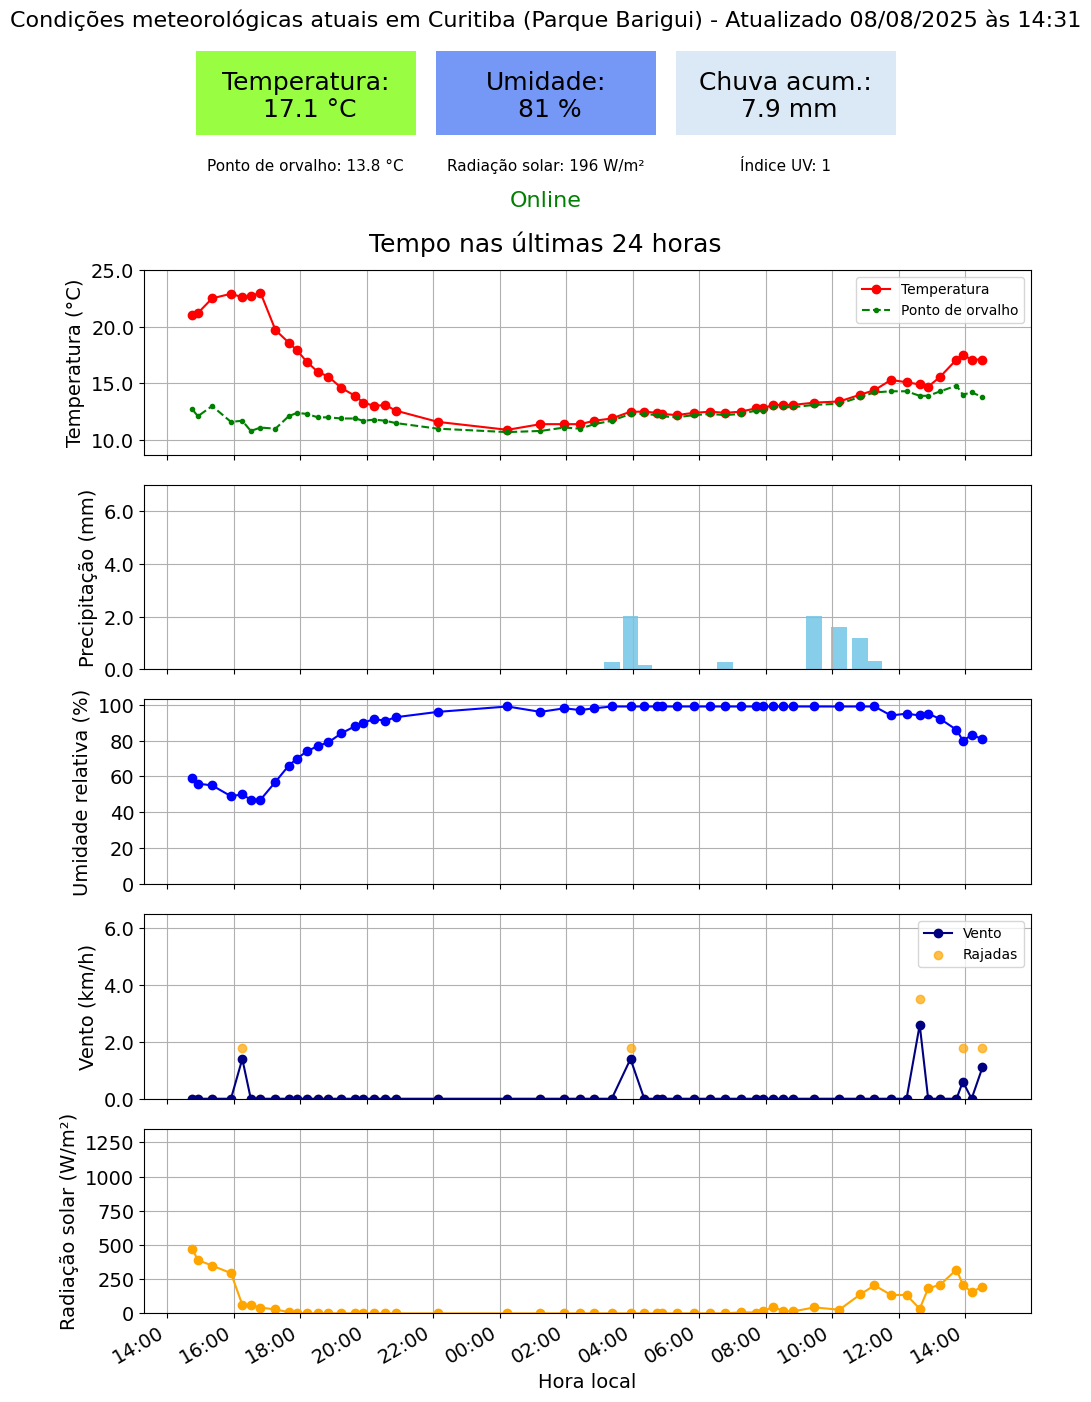 Condições meteorológicas atuais em Curitiba (Parque Barigui) - Atualizado 08/08/2025 às 14:31
Temperatura:
17.1 °C
Umidade:
81 %
Chuva acum.:
7.9 mm
Ponto de orvalho: 13.8 °C
Radiação solar: 196 W/m²
Índice UV: 1
Online
Tempo nas últimas 24 horas
Temperatura (°C)
25.0
20.0
15.0
10.0
Temperatura
Ponto de orvalho
Precipitação (mm)
6.0
4.0
2.0
0.0
Umidade relativa (%)
100
80
60
40
20
0
Vento (km/h)
6.0
4.0
2.0
0.0
Vento
Rajadas
Radiação solar (W/m²)
1250
1000
750
500
250
0
14:00
16:00
18:00
20:00
22:00
00:00
02:00
04:00
06:00
08:00
10:00
12:00
14:00
Hora local